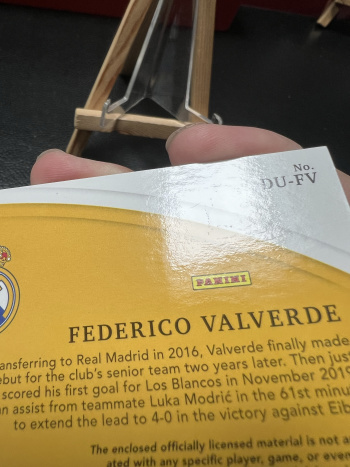 No.
DU-FV
PANINI
FEDERICO VALVERDE
ansferring to Real Madrid in 2016, Valverde finally made
ebut for the club's senior team two years later. Then just
scored his first goal for Los Blancos in November 2019
n assist from teammate Luka Modrić in the 61st minu
to extend the lead to 4-0 in the victory against Eib
The enclosed officially licensed material is not a
ated with any specific player, game, or even